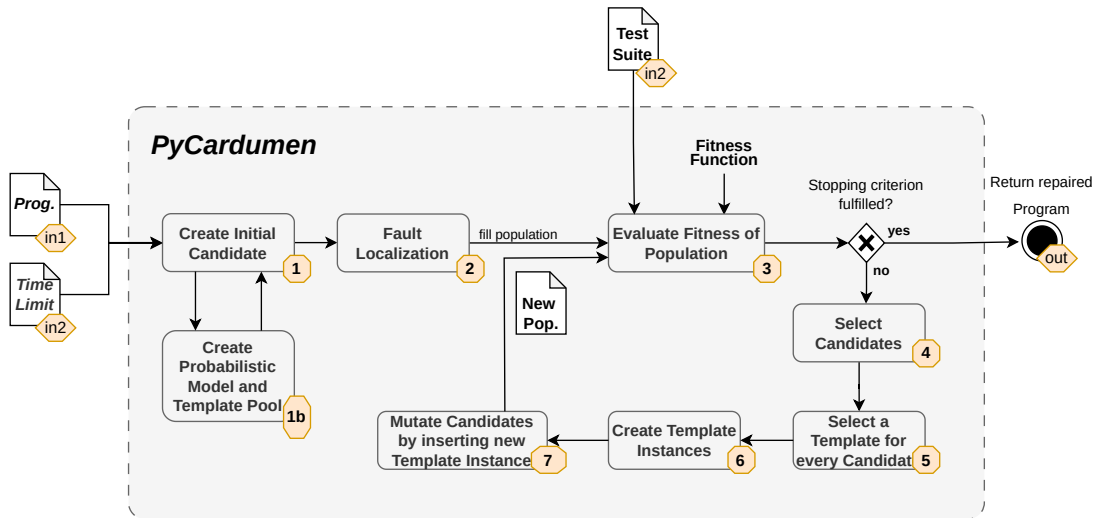 Test
Suite
in2
PyCardumen
Fitness
Function
Stopping criterion
fulfilled?
Return repaired
Program
Prog.
in1
Create Initial
Candidate
1
Fault
Localization
2
fill population
Evaluate Fitness of
Population
3
yes
no
out
Time
Limit
in2
New
Pop.
Select
Candidates
4
Create
Probabilistic
Model and
Template Pool
1b
Mutate Candidates
by inserting new
Template Instance
7
Create Template
Instances
6
Select a
Template for
every Candidat
5